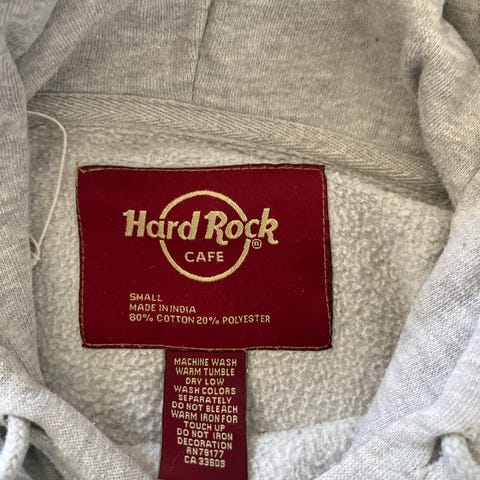 Hard Rock
CAFE
SMALL
MADE IN INDIA
80% COTTON 20% POLYESTER
MACHINE WASH
WARM TUMBLE
DRY LOW
WASH COLORS
SEPARATELY
DO NOT BLEACH
WARM IRON FOR
TOUCH UP
DO NOT IRON
DECORATION
RN79177
CA 33609